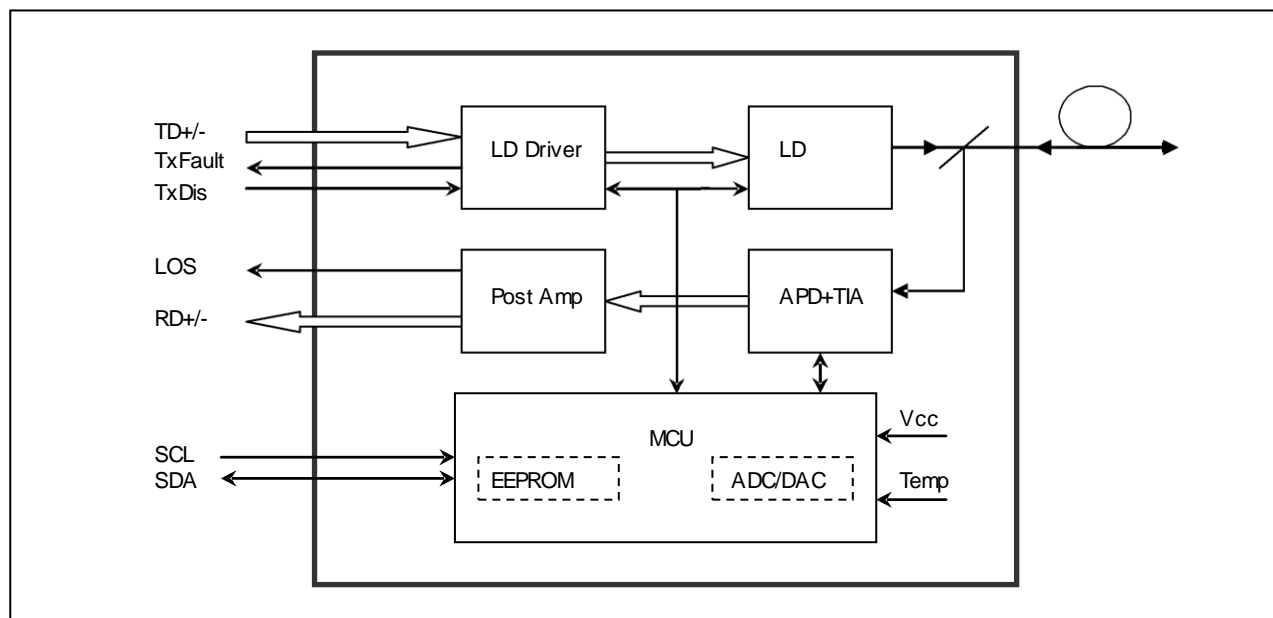 TD+/-
TxFault
TxDis
LD Driver
LD
LOS
RD+/-
Post Amp
APD+TIA
SCL
SDA
MCU
EEPROM
ADC/DAC
Vcc
Temp